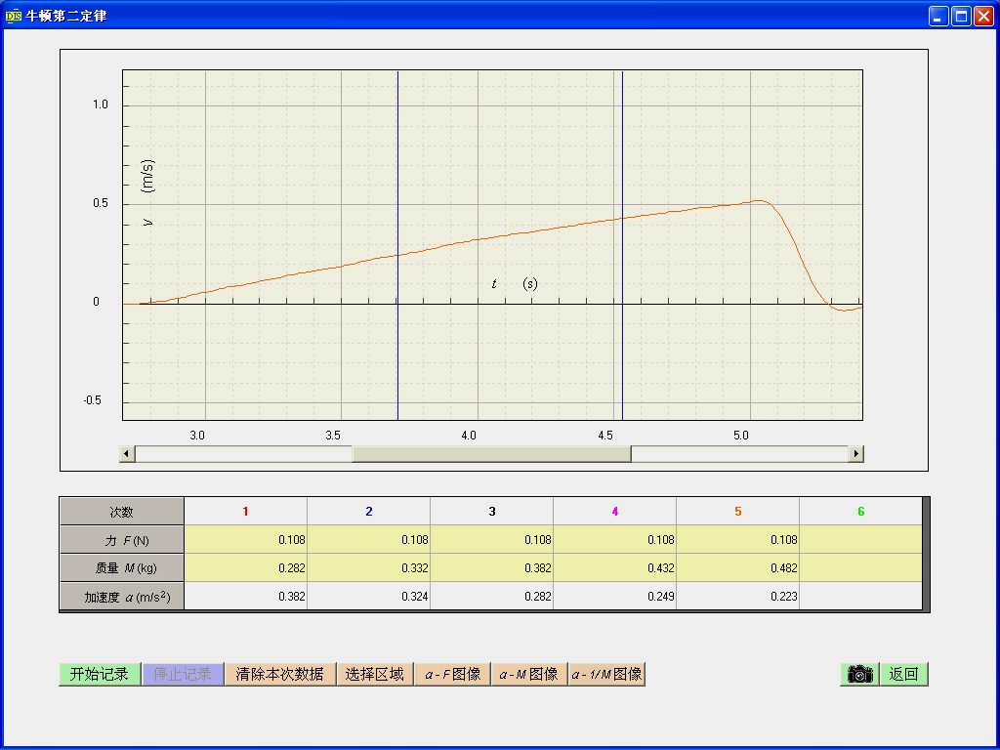 DIS 牛顿第二定律
1.0
0.5
0
-0.5
v (m/s)
t (s)
3.0 3.5 4.0 4.5 5.0
次数 1 2 3 4 5 6
力 F (N) 0.108 0.108 0.108 0.108 0.108
质量 M (kg) 0.282 0.332 0.382 0.432 0.482
加速度 a (m/s²) 0.382 0.324 0.282 0.249 0.223
开始记录 停止记录 清除本次数据 选择区域 a - F 图像 a - M 图像 a - 1/M 图像 返回